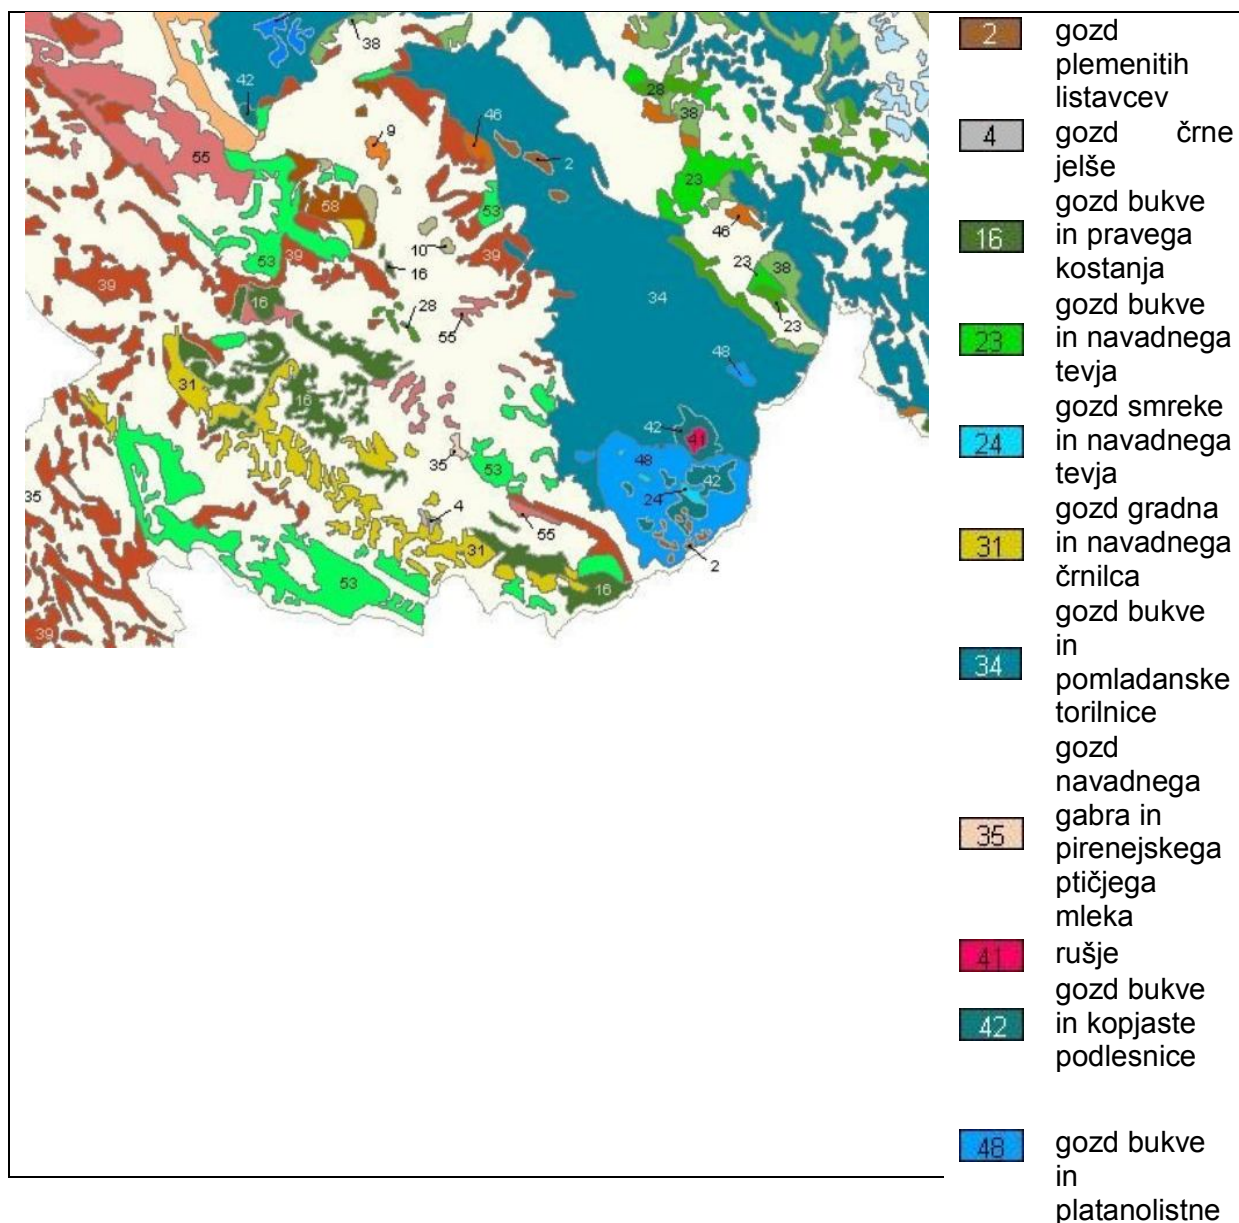 38
42
9
46
2
28
38
55
58
53
23
10
46
39
53
39
16
39
23
38
34
16
28
55
23
48
31
16
42
41
35
53
48
42
24
35
4
55
31
2
53
16
39
2 gozd
plemenitih
listavcev
4 gozd črne
jelše
gozd bukve
16 in pravega
kostanja
gozd bukve
23 in navadnega
tevja
gozd smreke
24 in navadnega
tevja
gozd gradna
31 in navadnega
črnilca
gozd bukve
in
34 pomladanske
torilnice
gozd
navadnega
35 gabra in
pirenejskega
ptičjega
mleka
41 rušje
gozd bukve
42 in kopjaste
podlesnice
48 gozd bukve
in
platanolistne